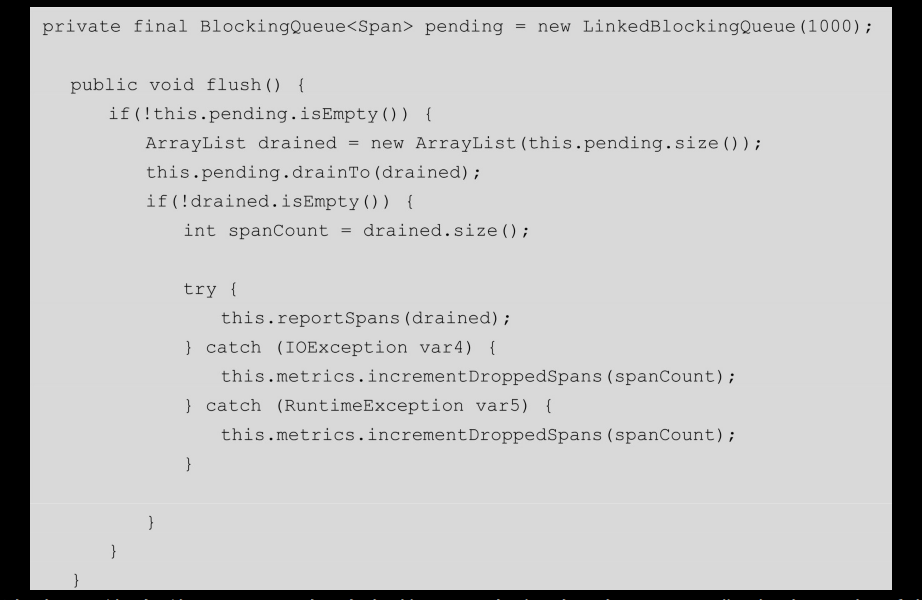 private final BlockingQueue<Span> pending = new LinkedBlockingQueue(1000);
public void flush() {
if(!this.pending.isEmpty()) {
ArrayList drained = new ArrayList(this.pending.size());
this.pending.drainTo(drained);
if(!drained.isEmpty()) {
int spanCount = drained.size();
try {
this.reportSpans(drained);
} catch (IOException var4) {
this.metrics.incrementDroppedSpans(spanCount);
} catch (RuntimeException var5) {
this.metrics.incrementDroppedSpans(spanCount);
}
}
}
}